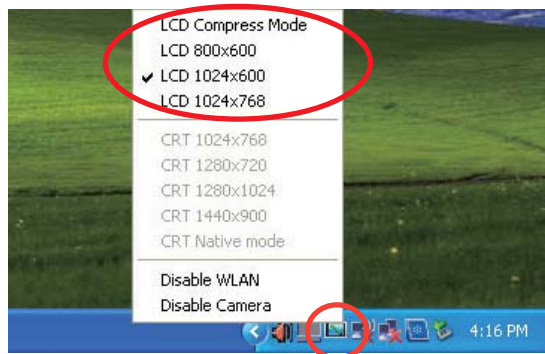 LCD Compress Mode
LCD 800x600
LCD 1024x600
LCD 1024x768
CRT 1024x768
CRT 1280x720
CRT 1280x1024
CRT 1440x900
CRT Native mode
Disable WLAN
Disable Camera
4:16 PM